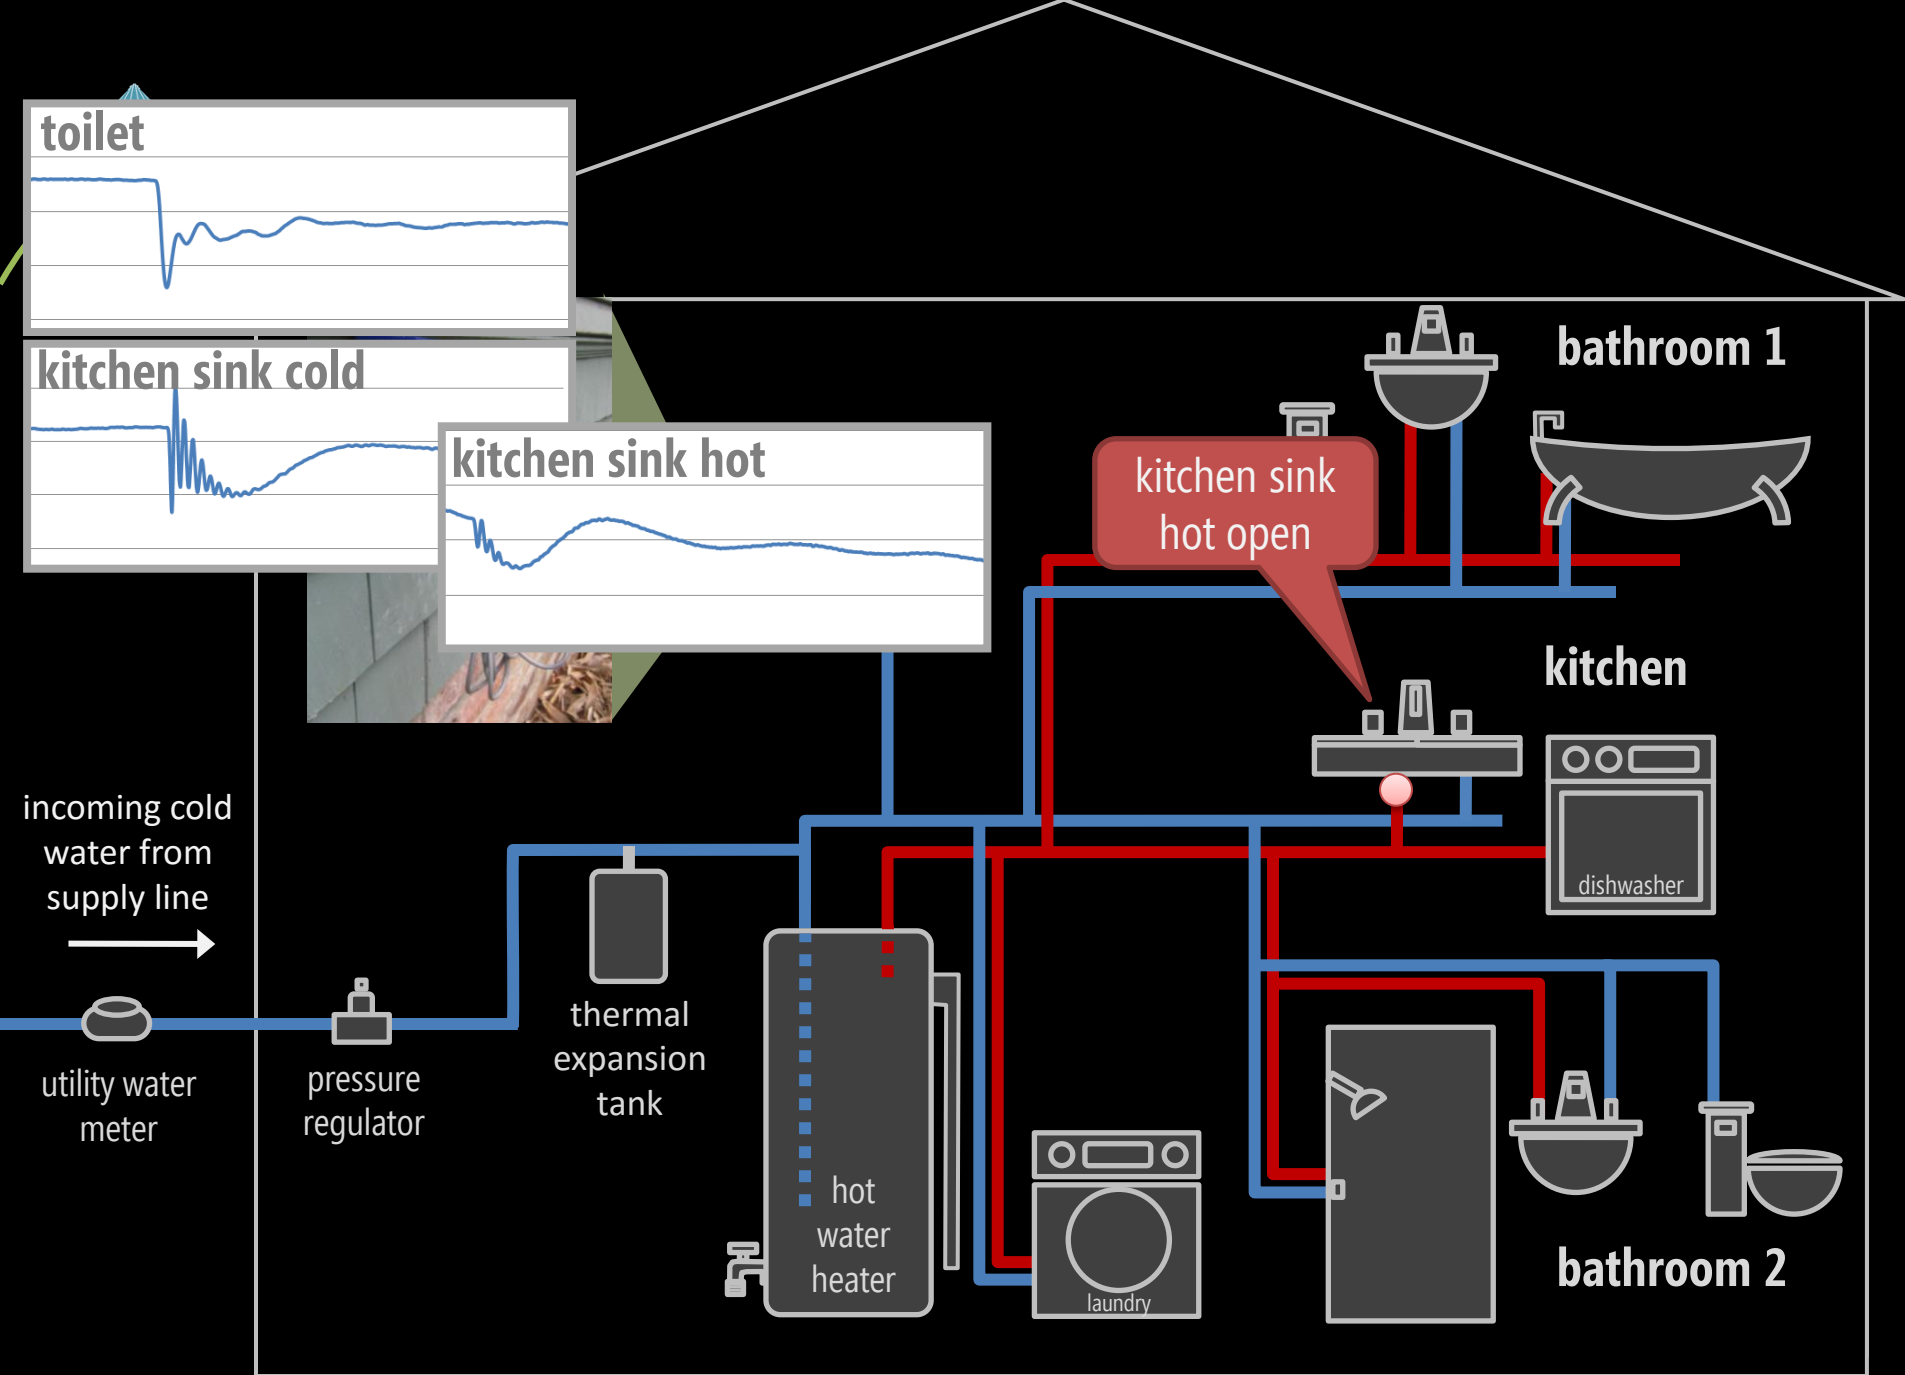 toilet
kitchen sink cold
kitchen sink hot
bathroom 1
kitchen sink
hot open
kitchen
incoming cold
water from
supply line
dishwasher
thermal
expansion
tank
utility water
meter
pressure
regulator
hot
water
heater
laundry
bathroom 2